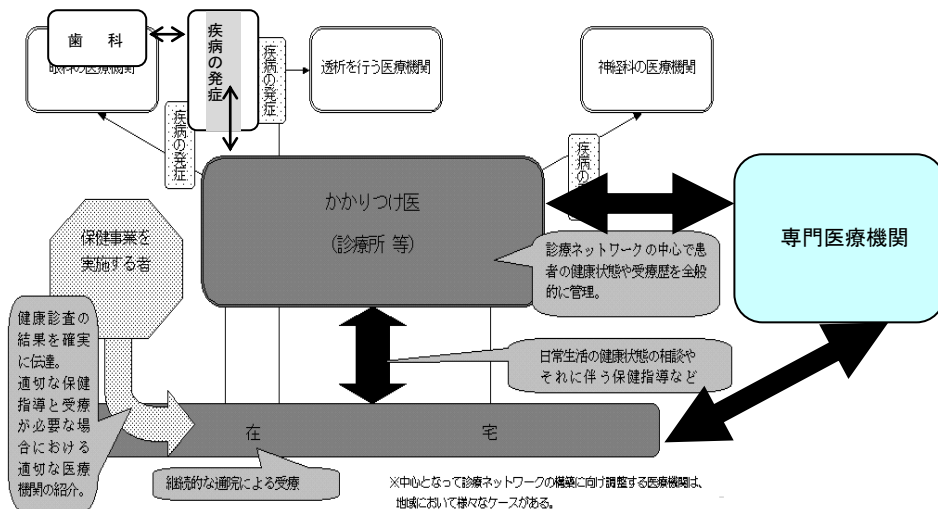 歯 科
疾病の発症
疾病の発症
眼科の医療機関
透析を行う医療機関
神経科の医療機関
疾病の発症
疾病の
かかりつけ医
(診療所 等)
専門医療機関
保健事業を
実施する者
診療ネットワークの中心で患
者の健康状態や受療歴を全般
的に管理。
健康診査の
結果を確実
に伝達。
適切な保健
指導と受療
が必要な場
合における
適切な医療
機関の紹介。
日常生活の健康状態の相談や
それに伴う保健指導など
在 宅
継続的な通院による受療
※中心となって診療ネットワークの構築に向け調整する医療機関は、
地域において様々なケースがある。